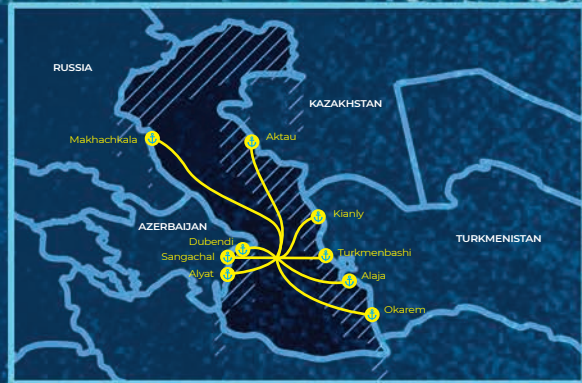 RUSSIA
KAZAKHSTAN
Makhachkala
Aktau
Kianly
AZERBAIJAN
TURKMENISTAN
Dubendi
Sangachal
Turkmenbashi
Alyat
Alaja
Okarem